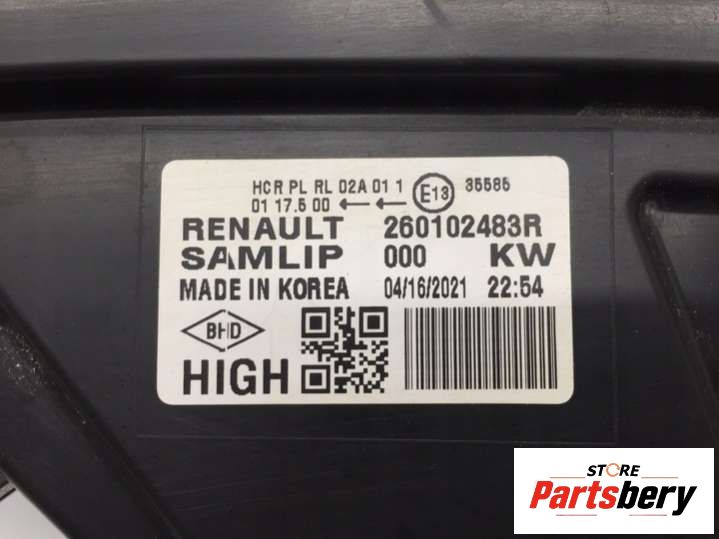 HCR PL RL 02A 01 1 E13 35585
01 17.5 00
RENAULT 260102483R
SAMLIP 000 KW
MADE IN KOREA 04/16/2021 22:54
BHD
HIGH
STORE
Partsbery